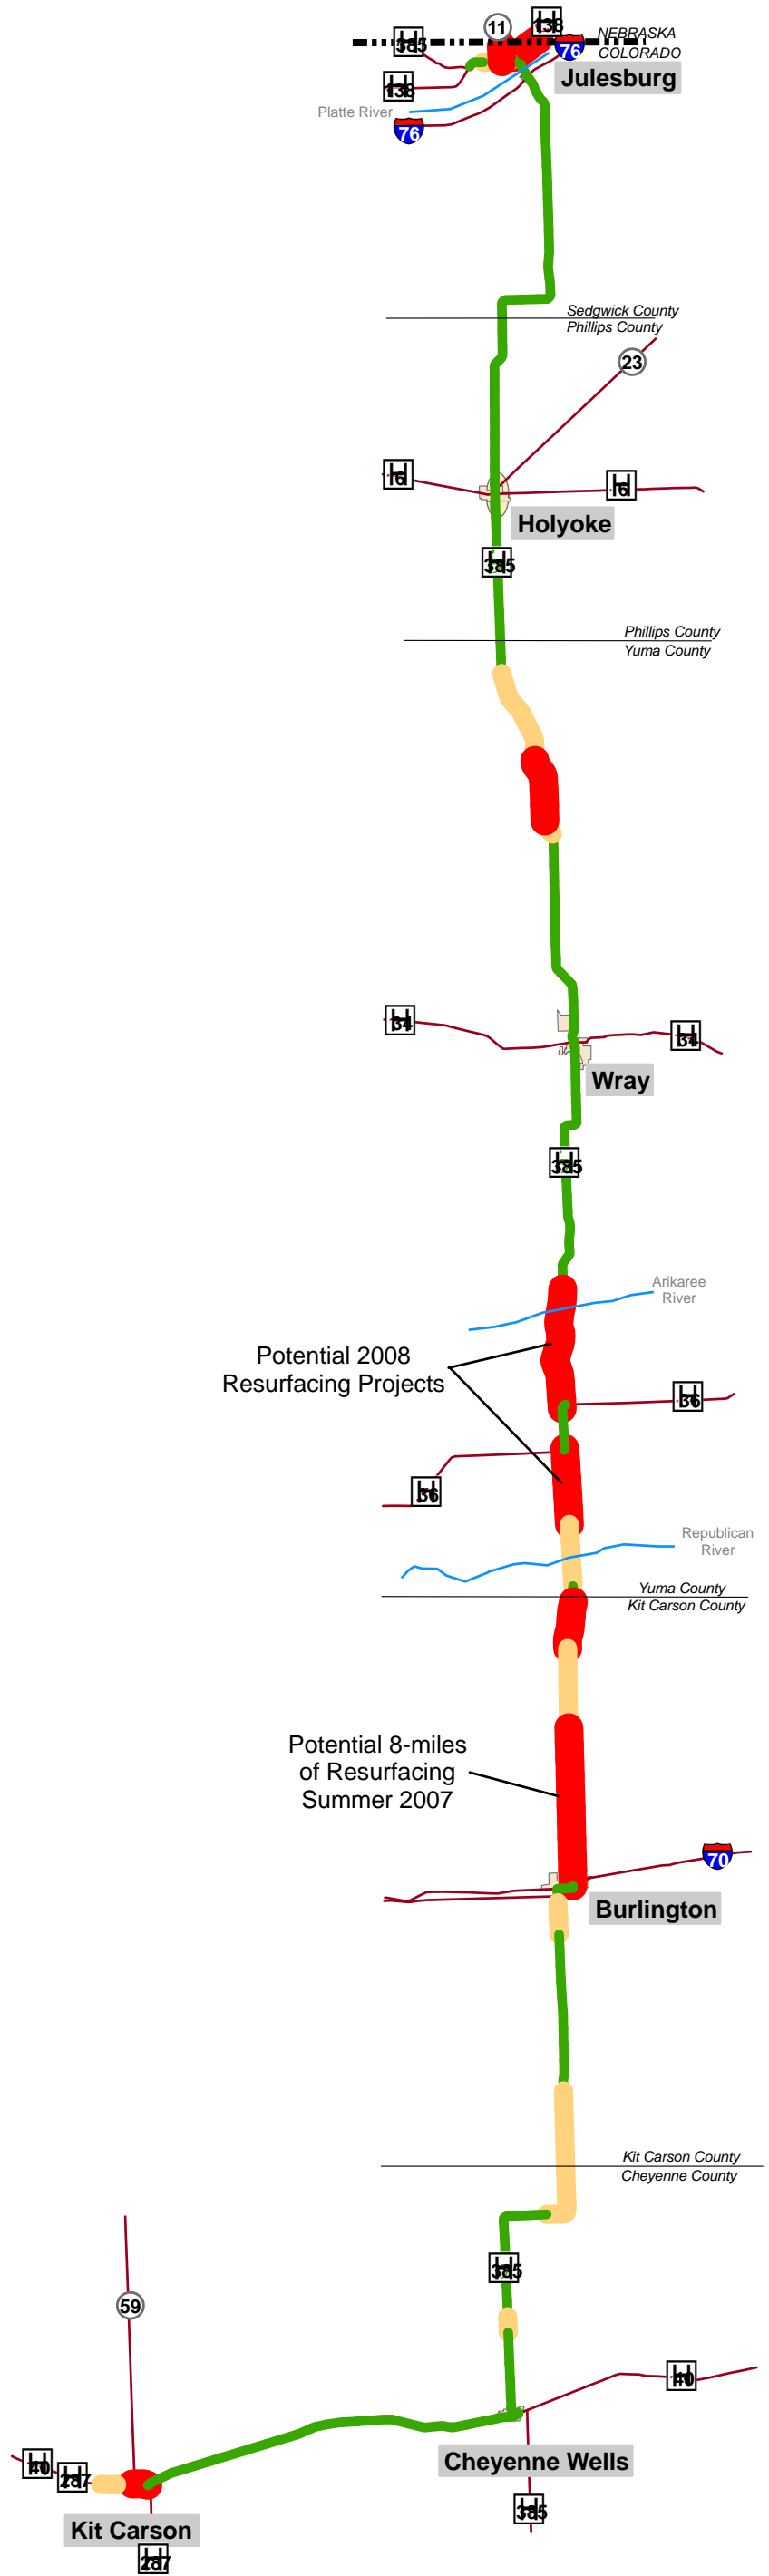 11
138
385
NEBRASKA
76
COLORADO
Julesburg
138
Platte River
76
Sedgwick County
Phillips County
23
6
6
Holyoke
385
Phillips County
Yuma County
34
34
Wray
385
Arikaree
River
Potential 2008
Resurfacing Projects
36
36
Republican
River
Yuma County
Kit Carson County
Potential 8-miles
of Resurfacing
Summer 2007
70
Burlington
Kit Carson County
Cheyenne County
385
59
40
Cheyenne Wells
40
287
385
Kit Carson
287